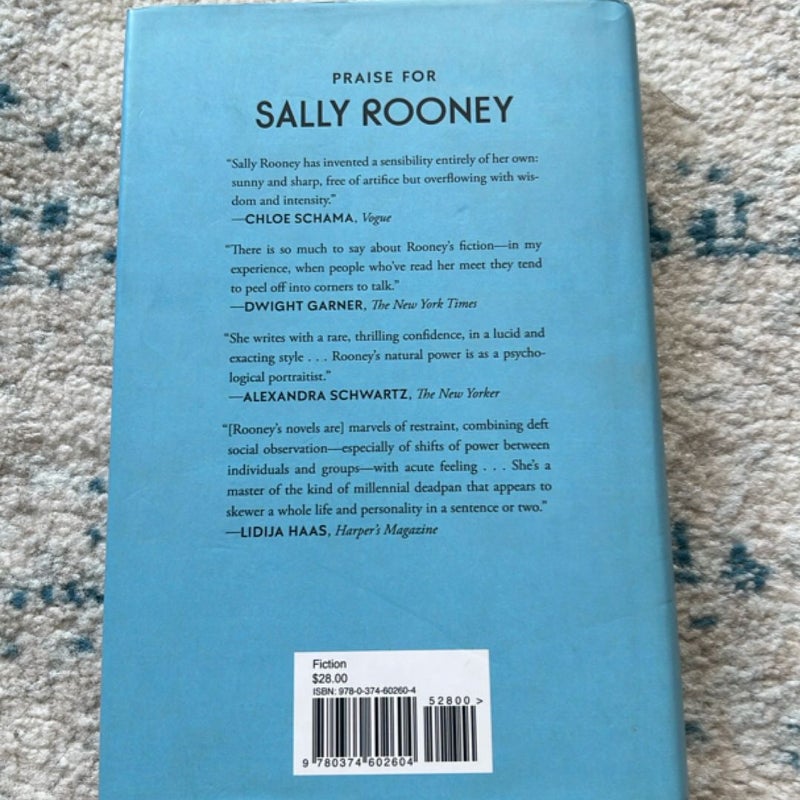 PRAISE FOR
SALLY ROONEY
“Sally Rooney has invented a sensibility entirely of her own:
sunny and sharp, free of artifice but overflowing with wis-
dom and intensity.”
—CHLOE SCHAMA, Vogue
“There is so much to say about Rooney’s fiction—in my
experience, when people who’ve read her meet they tend
to peel off into corners to talk.”
—DWIGHT GARNER, The New York Times
“She writes with a rare, thrilling confidence, in a lucid and
exacting style . . . Rooney’s natural power is as a psycho-
logical portraitist.”
—ALEXANDRA SCHWARTZ, The New Yorker
“[Rooney’s novels are] marvels of restraint, combining deft
social observation—especially of shifts of power between
individuals and groups—with acute feeling . . . She’s a
master of the kind of millennial deadpan that appears to
skewer a whole life and personality in a sentence or two.”
—LIDIJA HAAS, Harper’s Magazine
Fiction
$28.00
ISBN: 978-0-374-60260-4
52800 >
9 780374 602604